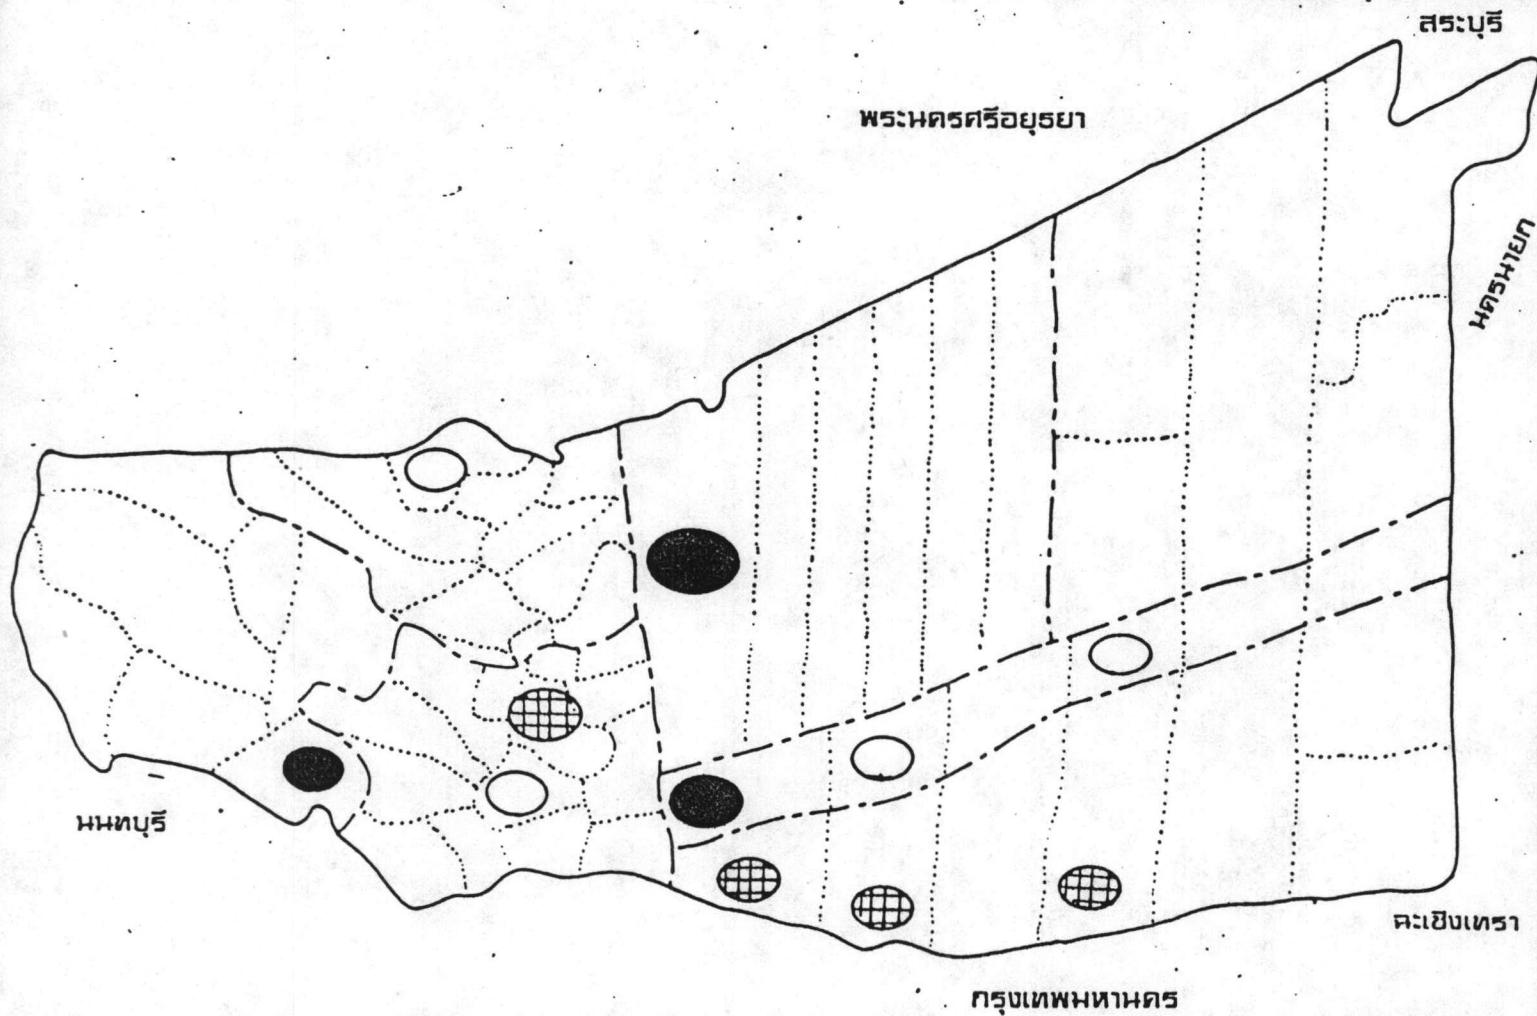 สระบุรี
พระนครศรีอยุธยา
นครนายก
นนทบุรี
ฉะเชิงเทรา
กรุงเทพมหานคร